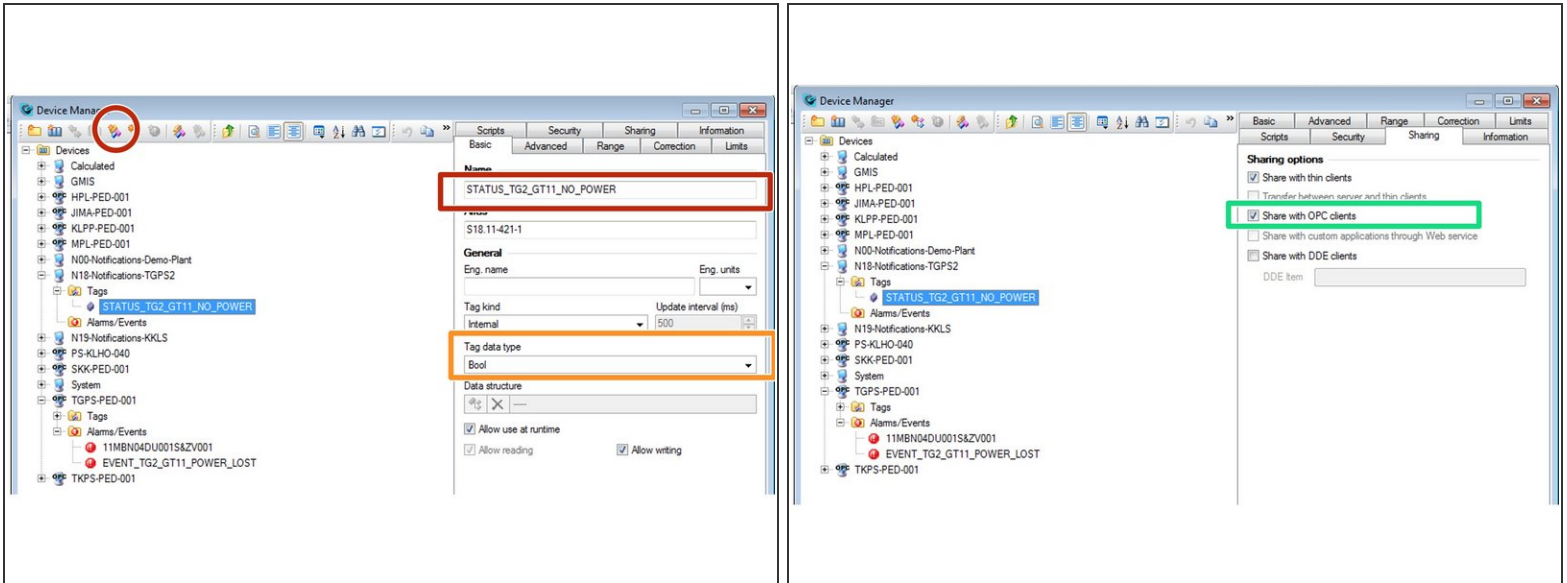 Device Manag
Devices
Calculated
GMIS
HPL-PED-001
JIMA-PED-001
KLPP-PED-001
MPL-PED-001
N00-Notifications-Demo-Plant
N18-Notifications-TGPS2
Tags
STATUS_TG2_GT11_NO_POWER
Alarms/Events
N19-Notifications-KKLS
PS-KLHO-040
SKK-PED-001
System
TGPS-PED-001
Tags
Alarms/Events
11MBN04DU001S&ZV001
EVENT_TG2_GT11_POWER_LOST
TKPS-PED-001
Scripts Security Sharing Information
Basic Advanced Range Correction Limits
Name
STATUS_TG2_GT11_NO_POWER
Alias
S18.11-421-1
General
Eng. name Eng. units
Tag kind Update interval (ms)
Internal 500
Tag data type
Bool
Data structure
Allow use at runtime
Allow reading Allow writing
Device Manager
Devices
Calculated
GMIS
HPL-PED-001
JIMA-PED-001
KLPP-PED-001
MPL-PED-001
N00-Notifications-Demo-Plant
N18-Notifications-TGPS2
Tags
STATUS_TG2_GT11_NO_POWER
Alarms/Events
N19-Notifications-KKLS
PS-KLHO-040
SKK-PED-001
System
TGPS-PED-001
Tags
Alarms/Events
11MBN04DU001S&ZV001
EVENT_TG2_GT11_POWER_LOST
TKPS-PED-001
Basic Advanced Range Correction Limits
Scripts Security Sharing Information
Sharing options
Share with thin clients
Transfer between server and thin clients
Share with OPC clients
Share with custom applications through Web service
Share with DDE clients
DDE Item